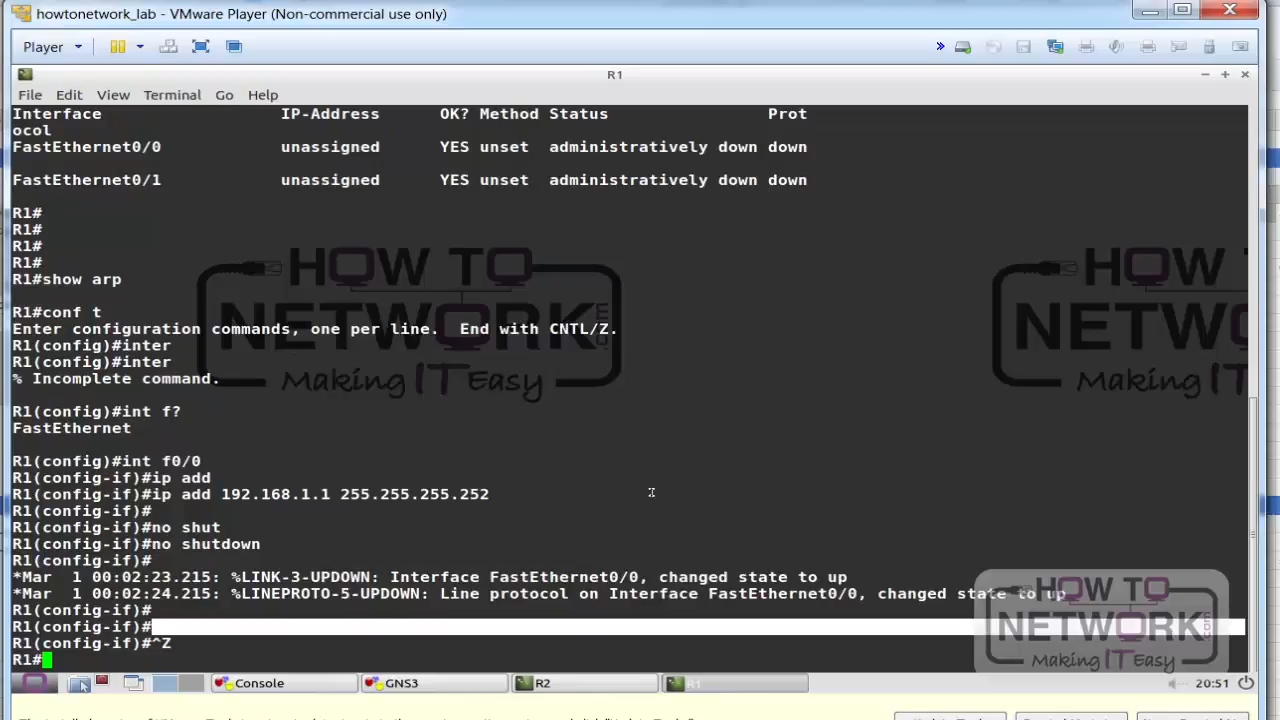 howtonetwork_lab - VMware Player (Non-commercial use only)
Player
»
R1
File Edit View Terminal Go Help
Interface IP-Address OK? Method Status Prot
ocol
FastEthernet0/0 unassigned YES unset administratively down down
FastEthernet0/1 unassigned YES unset administratively down down
R1#
R1#
R1#
R1#
R1#show arp
R1#conf t
Enter configuration commands, one per line. End with CNTL/Z.
R1(config)#inter
R1(config)#inter
% Incomplete command.
R1(config)#int f?
FastEthernet
R1(config)#int f0/0
R1(config-if)#ip add
R1(config-if)#ip add 192.168.1.1 255.255.255.252
R1(config-if)#
R1(config-if)#no shut
R1(config-if)#no shutdown
R1(config-if)#
*Mar 1 00:02:23.215: %LINK-3-UPDOWN: Interface FastEthernet0/0, changed state to up
*Mar 1 00:02:24.215: %LINEPROTO-5-UPDOWN: Line protocol on Interface FastEthernet0/0, changed state to up
R1(config-if)#
R1(config-if)#
R1(config-if)#^Z
R1#
HOW TO
NETWORK.com
Making IT Easy
HOW TO
NETWORK
Making IT
HOW TO
NETWORK.com
Making IT Easy
Console GNS3 R2 R1 20:51